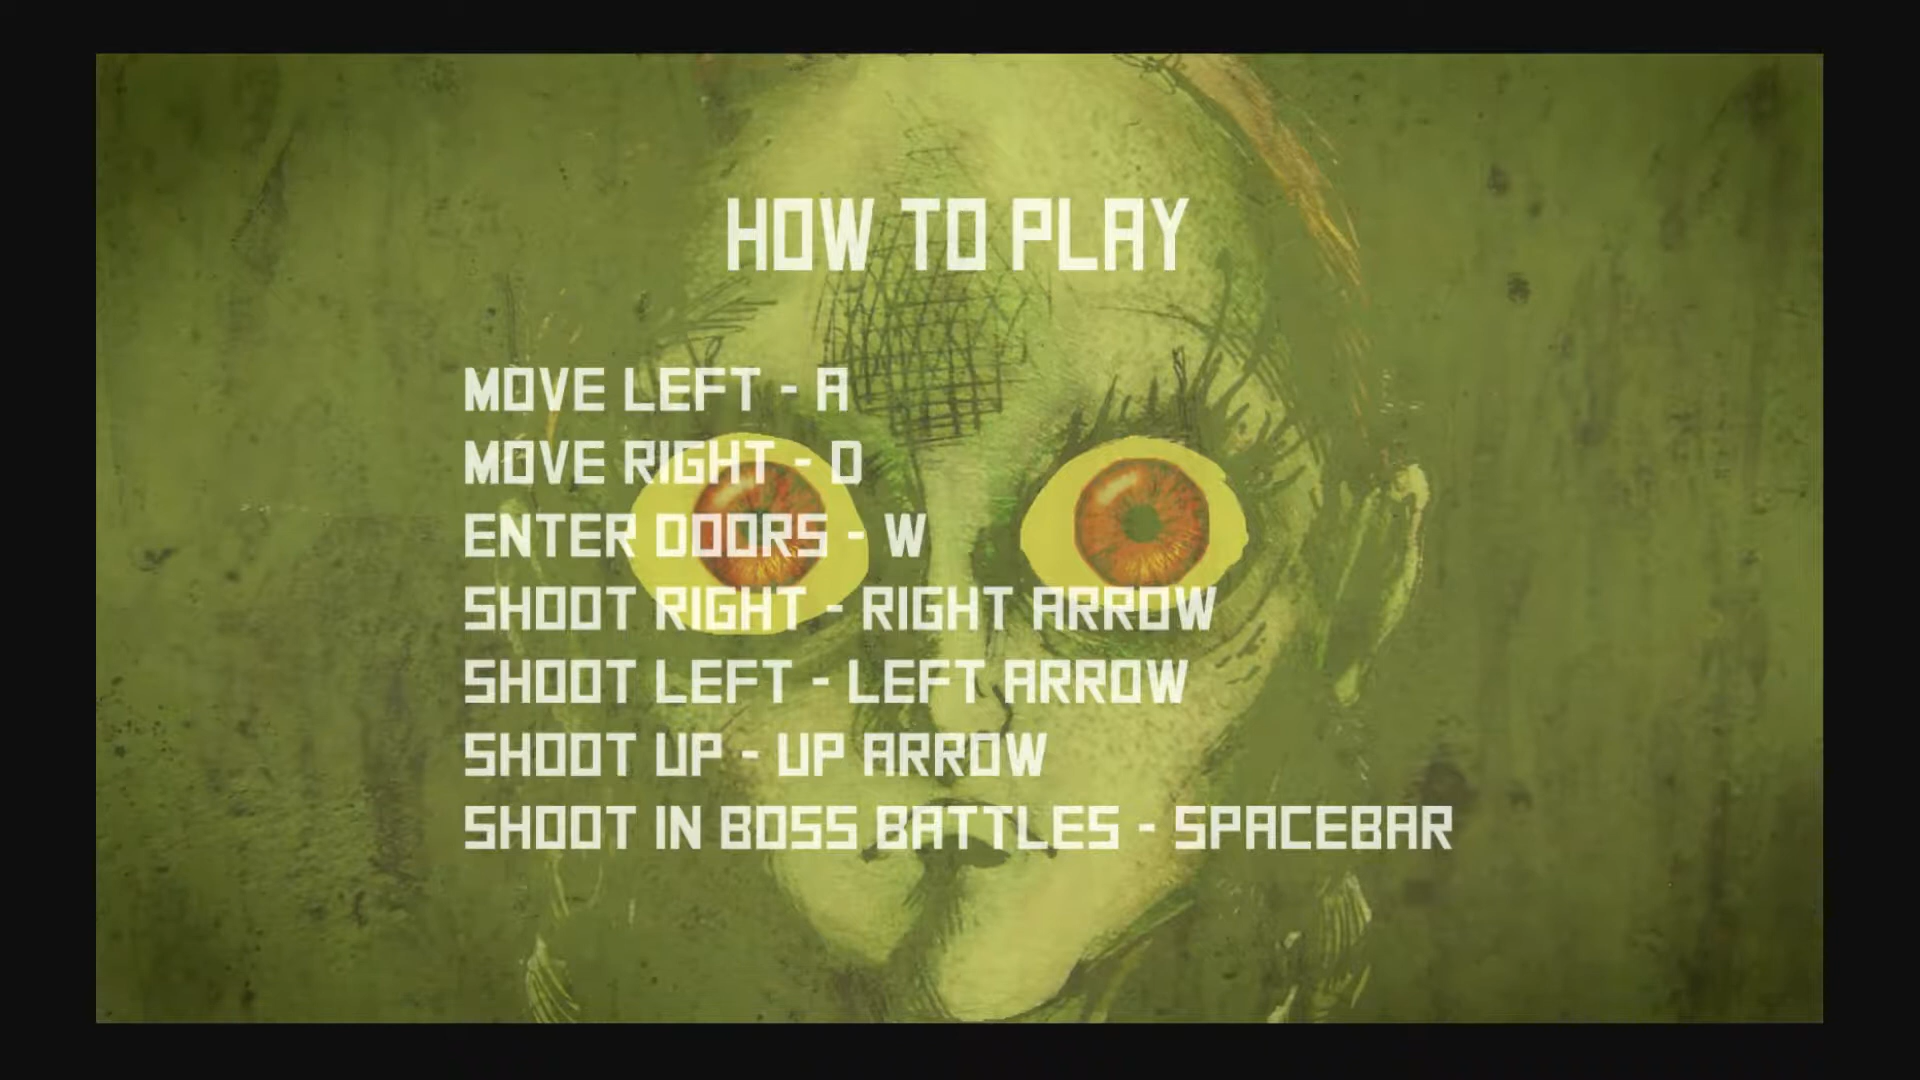 HOW TO PLAY
MOVE LEFT - A
MOVE RIGHT - D
ENTER DOORS - W
SHOOT RIGHT - RIGHT ARROW
SHOOT LEFT - LEFT ARROW
SHOOT UP - UP ARROW
SHOOT IN BOSS BATTLES - SPACEBAR